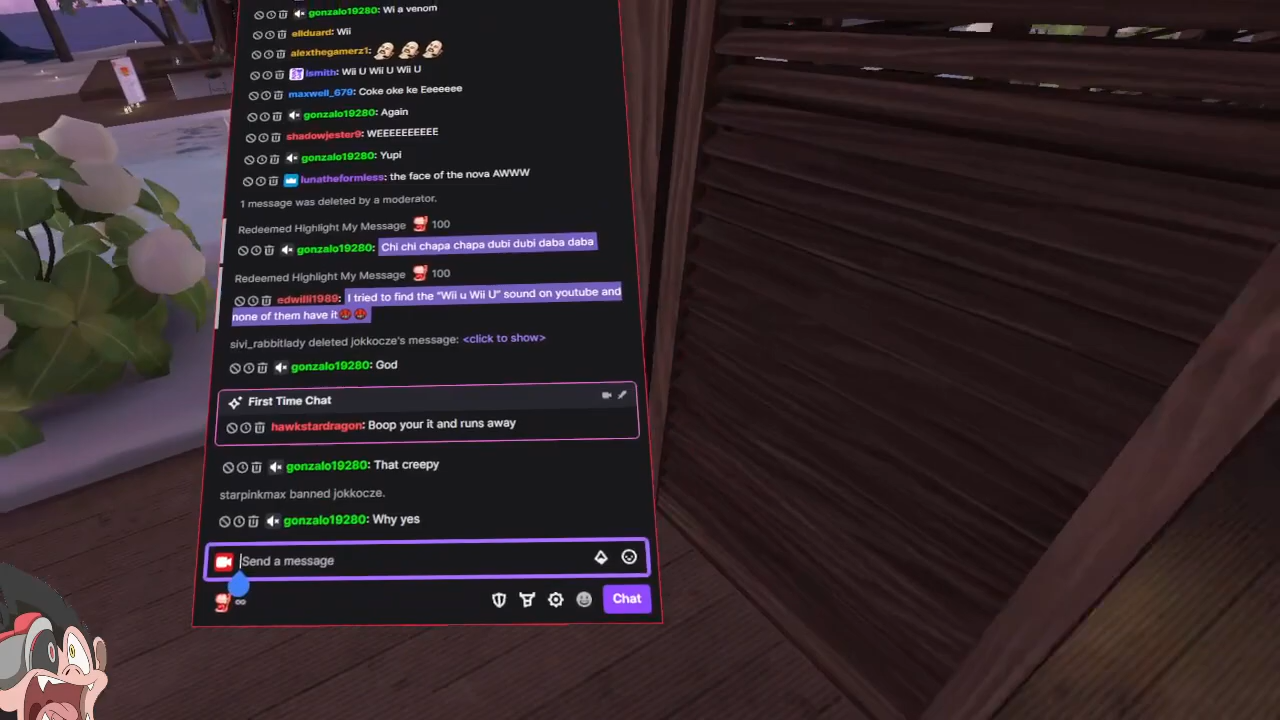 gonzalo19280: Wi a venom
ellduard: Wii
alexthegamerz1:
lsmith: Wii U Wii U Wii U
maxwell_679: Coke oke ke Eeeeeee
gonzalo19280: Again
shadowjester9: WEEEEEEEEEE
gonzalo19280: Yupi
lunatheformless: the face of the nova AWWW
1 message was deleted by a moderator.
Redeemed Highlight My Message 100
gonzalo19280: Chi chi chapa chapa dubi dubi daba daba
Redeemed Highlight My Message 100
edwilli1989: I tried to find the "Wii u Wii U" sound on youtube and
none of them have it
sivi_rabbitlady deleted jokkocze's message: <click to show>
gonzalo19280: God
First Time Chat
hawkstardragon: Boop your it and runs away
gonzalo19280: That creepy
starpinkmax banned jokkocze.
gonzalo19280: Why yes
Send a message
∞
Chat